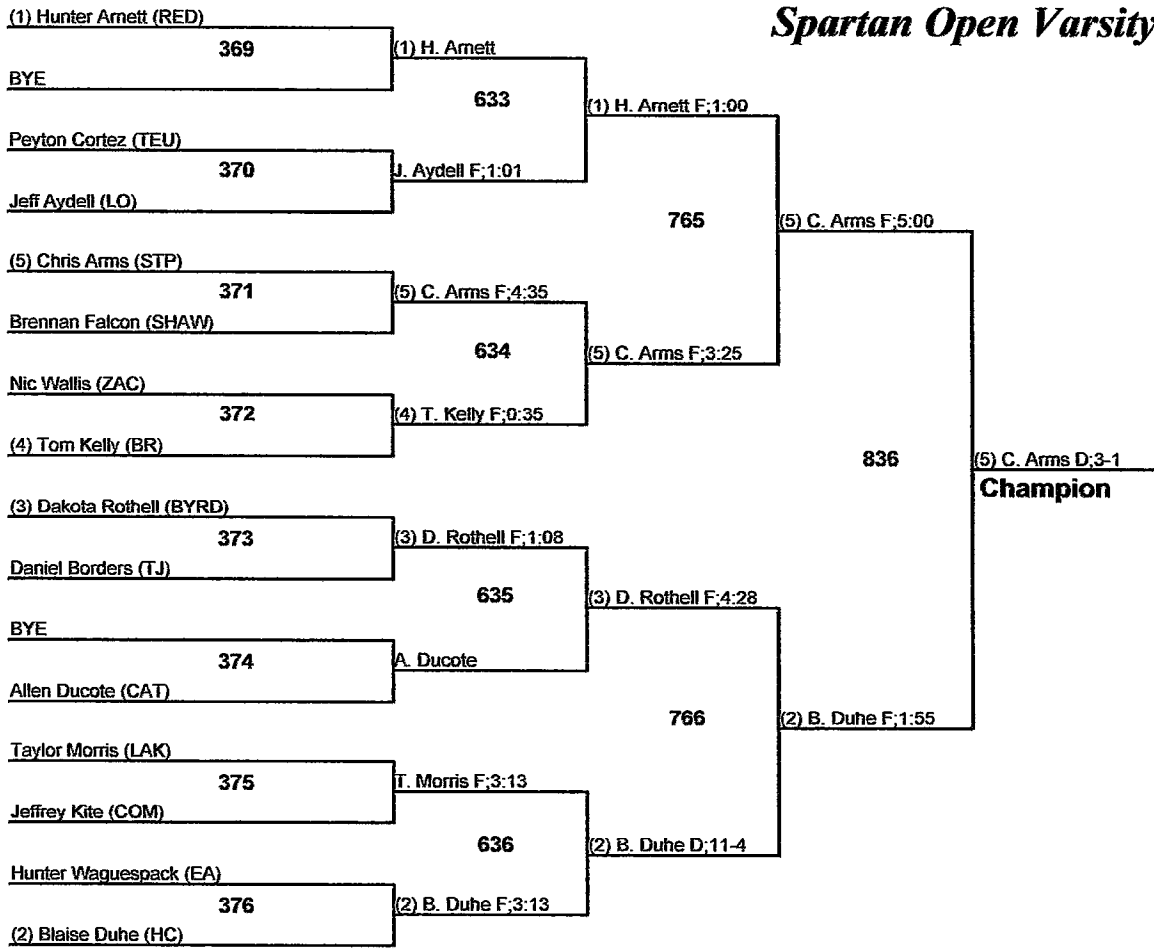 Spartan Open Varsity
(1) Hunter Arnett (RED)
369
BYE
(1) H. Arnett
633
Peyton Cortez (TEU)
370
Jeff Aydell (LO)
J. Aydell F;1:01
(1) H. Arnett F;1:00
765
(5) Chris Arms (STP)
371
Brennan Falcon (SHAW)
(5) C. Arms F;4:35
634
Nic Wallis (ZAC)
372
(4) Tom Kelly (BR)
(4) T. Kelly F;0:35
(5) C. Arms F;3:25
(5) C. Arms F;5:00
836
(3) Dakota Rothell (BYRD)
373
Daniel Borders (TJ)
(3) D. Rothell F;1:08
635
BYE
374
Allen Ducote (CAT)
A. Ducote
(3) D. Rothell F;4:28
766
Taylor Morris (LAK)
375
Jeffrey Kite (COM)
T. Morris F;3:13
636
Hunter Waguespack (EA)
376
(2) Blaise Duhe (HC)
(2) B. Duhe F;3:13
(2) B. Duhe D;11-4
(2) B. Duhe F;1:55
(5) C. Arms D;3-1
Champion